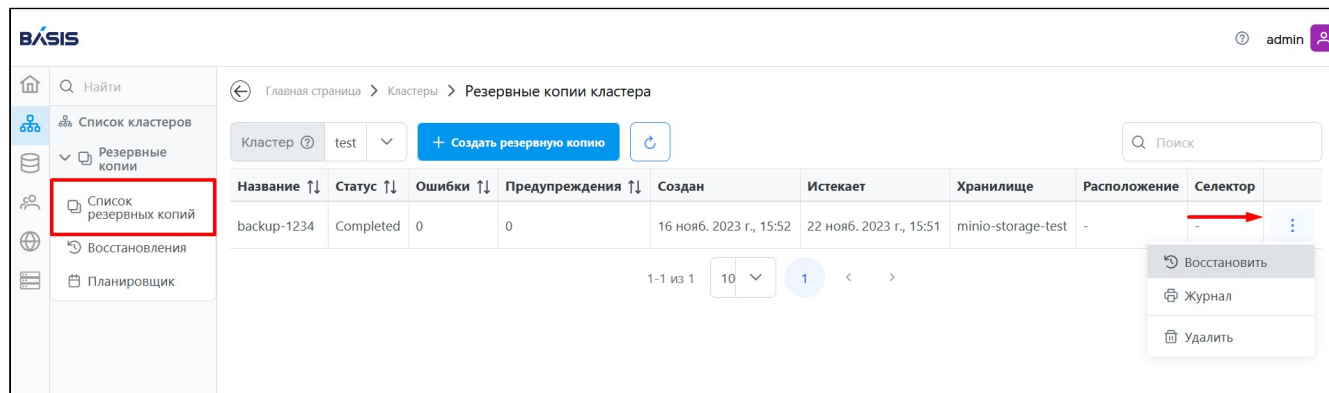 BASIS
admin
Найти
Главная страница > Кластеры > Резервные копии кластера
Список кластеров
Резервные
копии
Список
резервных копий
Восстановления
Планировщик
Кластер ? test
+ Создать резервную копию
Поиск
Название Статус Ошибки Предупреждения Создан Истекает Хранилище Расположение Селектор
backup-1234 Completed 0 0 16 нояб. 2023 г., 15:52 22 нояб. 2023 г., 15:51 minio-storage-test - -
1-1 из 1 10 1 < >
Восстановить
Журнал
Удалить